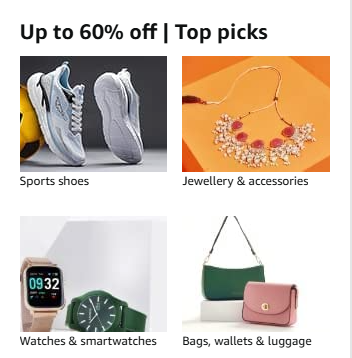 Up to 60% off | Top picks
Sports shoes
Jewellery & accessories
09:32
Watches & smartwatches
Bags, wallets & luggage